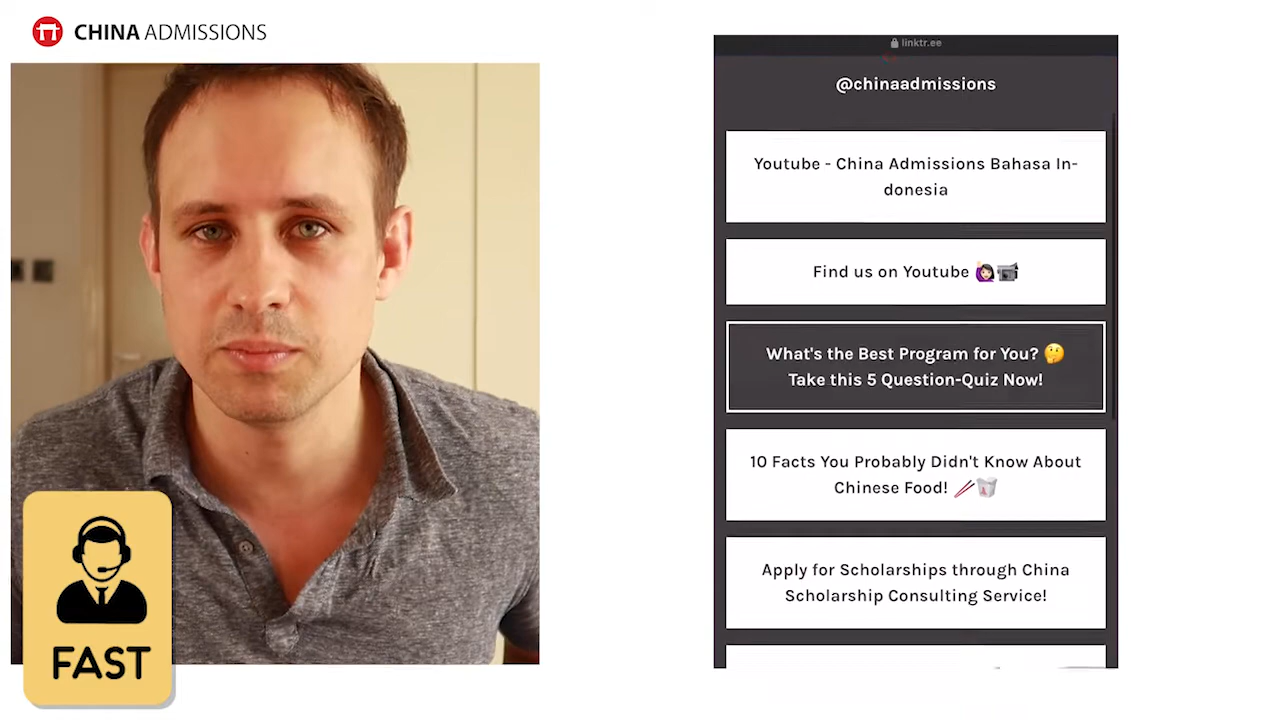 CHINA ADMISSIONS
linktr.ee
@chinaadmissions
Youtube - China Admissions Bahasa In-
donesia
Find us on Youtube 🙋🏻‍♀️📹
What's the Best Program for You? 🤔
Take this 5 Question-Quiz Now!
10 Facts You Probably Didn't Know About
Chinese Food! 🥢🥡
Apply for Scholarships through China
Scholarship Consulting Service!
FAST